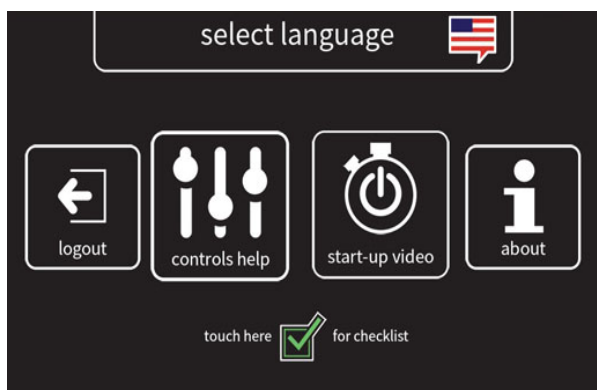 select language
logout
controls help
start-up video
about
touch here for checklist